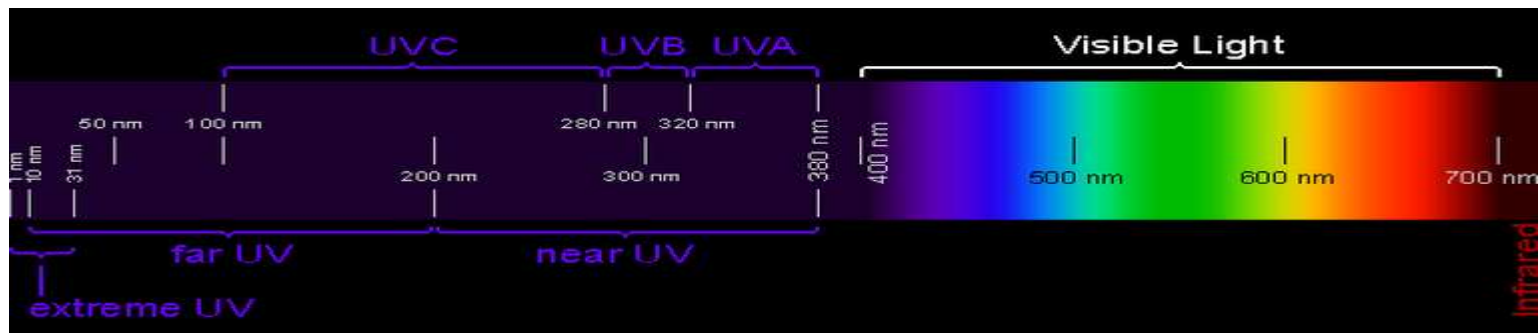 UVC UVB UVA Visible Light
50 nm 100 nm 280 nm 320 nm
1 nm 10 nm 31 nm 200 nm 300 nm 380 nm 400 nm 500 nm 600 nm 700 nm
far UV near UV
extreme UV
Infrared